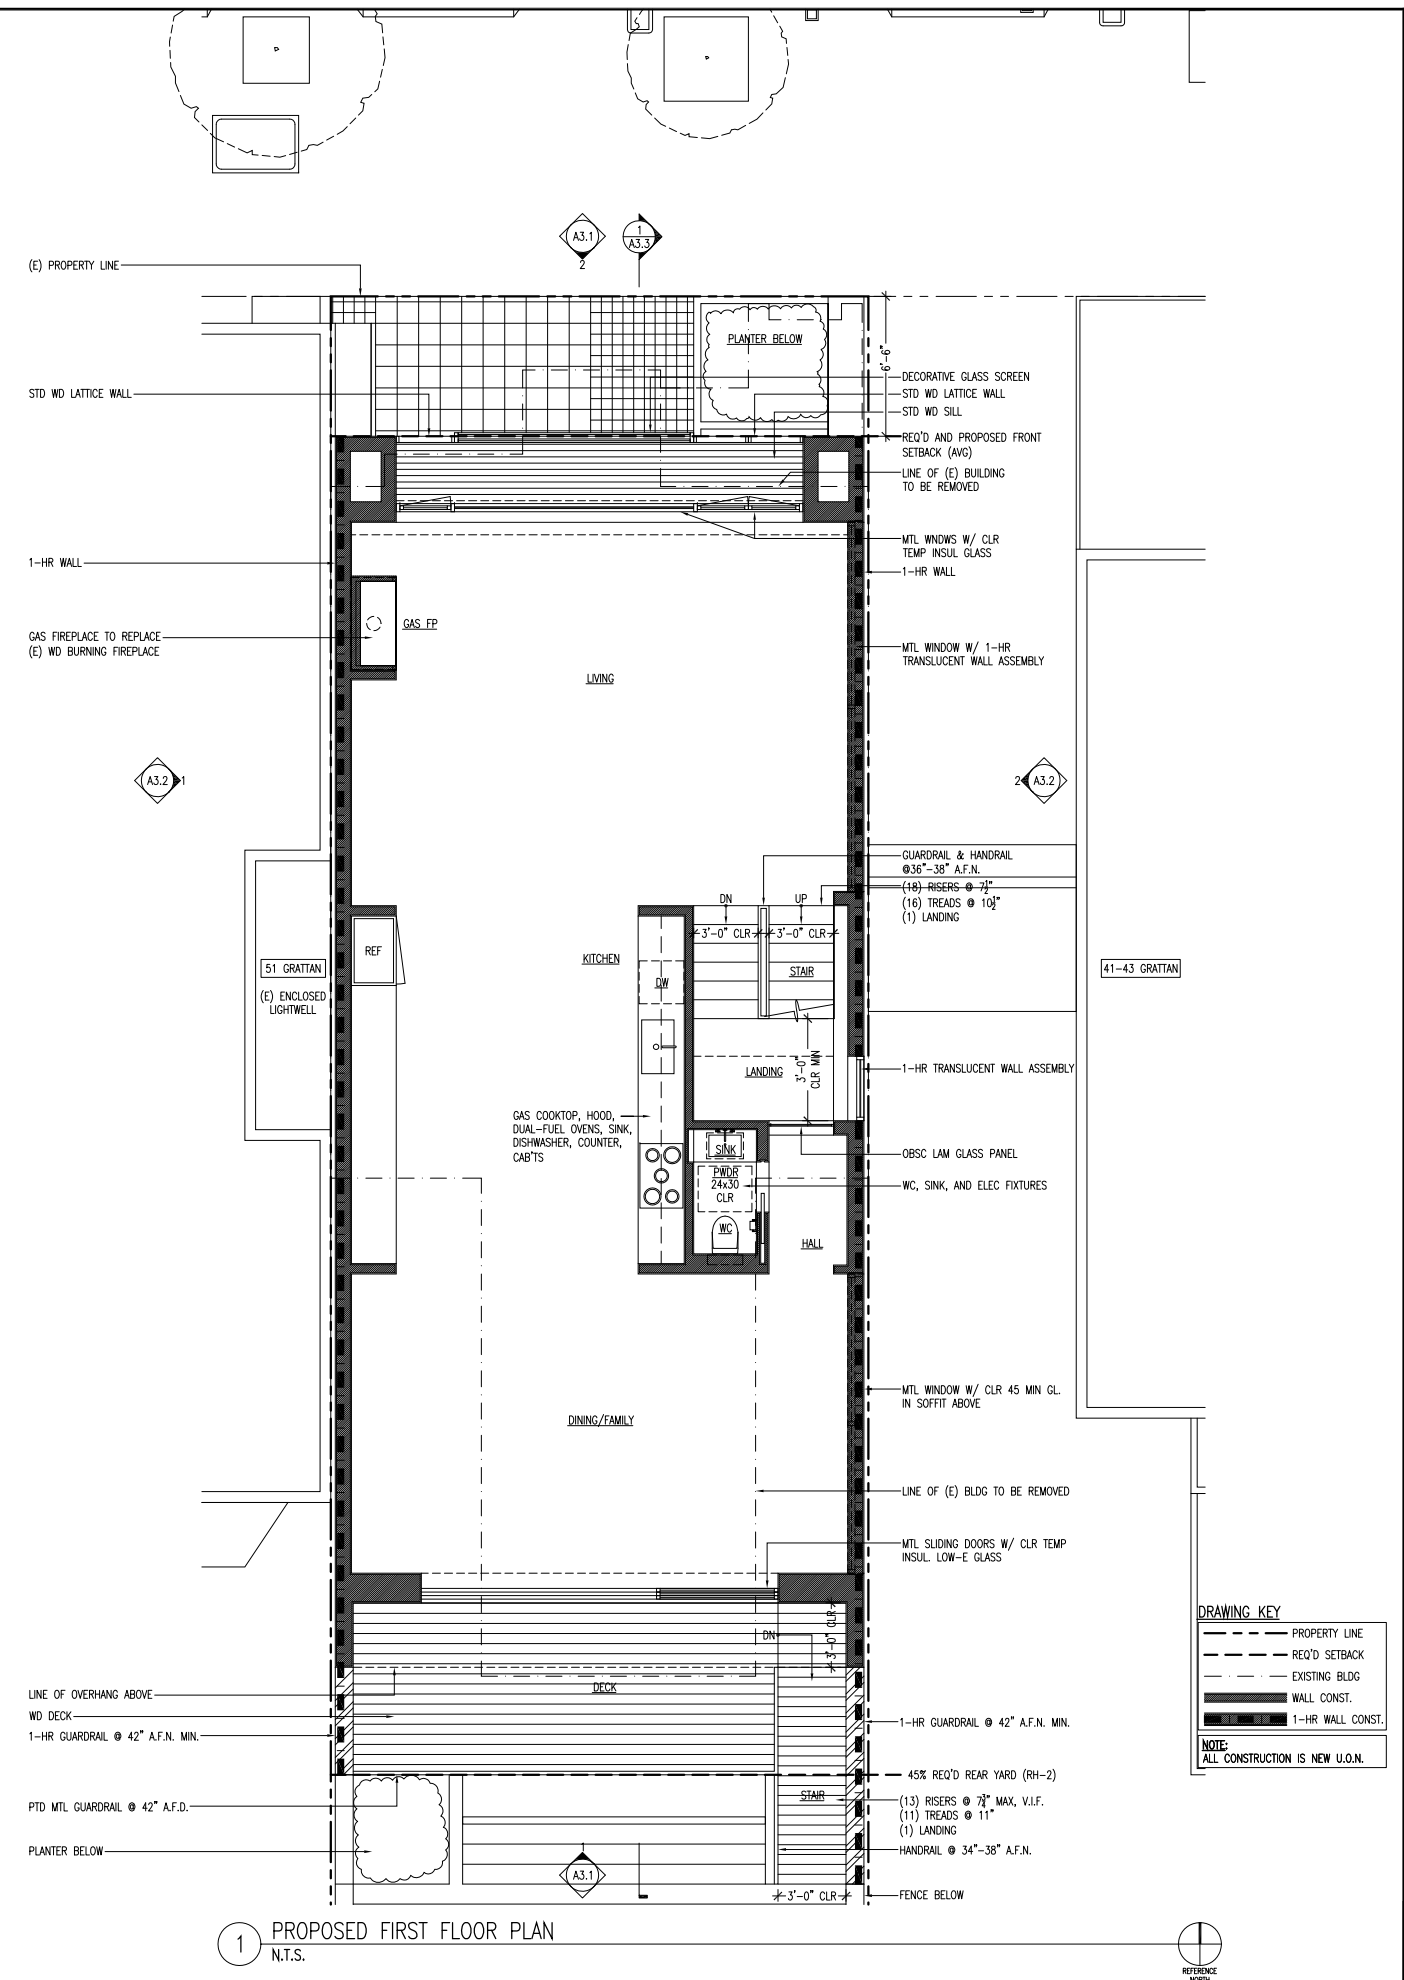 A3.1
2
1
A3.3
(E) PROPERTY LINE
PLANTER BELOW
6'-6"
DECORATIVE GLASS SCREEN
STD WD LATTICE WALL
STD WD LATTICE WALL
STD WD SILL
REQ'D AND PROPOSED FRONT
SETBACK (AVG)
LINE OF (E) BUILDING
TO BE REMOVED
MTL WNDWS W/ CLR
TEMP INSUL GLASS
1-HR WALL
1-HR WALL
GAS FIREPLACE TO REPLACE
(E) WD BURNING FIREPLACE
GAS FP
MTL WINDOW W/ 1-HR
TRANSLUCENT WALL ASSEMBLY
LIVING
A3.2
1
2
A3.2
GUARDRAIL & HANDRAIL
@36"-38" A.F.N.
(18) RISERS @ 7½"
(16) TREADS @ 10½"
(1) LANDING
DN
UP
3'-0" CLR
3'-0" CLR
REF
KITCHEN
STAIR
DW
51 GRATTAN
(E) ENCLOSED
LIGHTWELL
41-43 GRATTAN
LANDING
3'-0"
CLR MIN
1-HR TRANSLUCENT WALL ASSEMBLY
GAS COOKTOP, HOOD,
DUAL-FUEL OVENS, SINK,
DISHWASHER, COUNTER,
CAB'TS
SINK
OBSC LAM GLASS PANEL
PWDR
24x30
CLR
WC, SINK, AND ELEC FIXTURES
WC
HALL
MTL WINDOW W/ CLR 45 MIN GL.
IN SOFFIT ABOVE
DINING/FAMILY
LINE OF (E) BLDG TO BE REMOVED
MTL SLIDING DOORS W/ CLR TEMP
INSUL. LOW-E GLASS
DN
3'-0" CLR
DECK
LINE OF OVERHANG ABOVE
WD DECK
1-HR GUARDRAIL @ 42" A.F.N. MIN.
1-HR GUARDRAIL @ 42" A.F.N. MIN.
45% REQ'D REAR YARD (RH-2)
STAIR
PTD MTL GUARDRAIL @ 42" A.F.D.
(13) RISERS @ 7¾" MAX, V.I.F.
(11) TREADS @ 11"
(1) LANDING
PLANTER BELOW
HANDRAIL @ 34"-38" A.F.N.
1
A3.1
3'-0" CLR
FENCE BELOW
DRAWING KEY
PROPERTY LINE
REQ'D SETBACK
EXISTING BLDG
WALL CONST.
1-HR WALL CONST.
NOTE:
ALL CONSTRUCTION IS NEW U.O.N.
1
PROPOSED FIRST FLOOR PLAN
N.T.S.
REFERENCE
NORTH